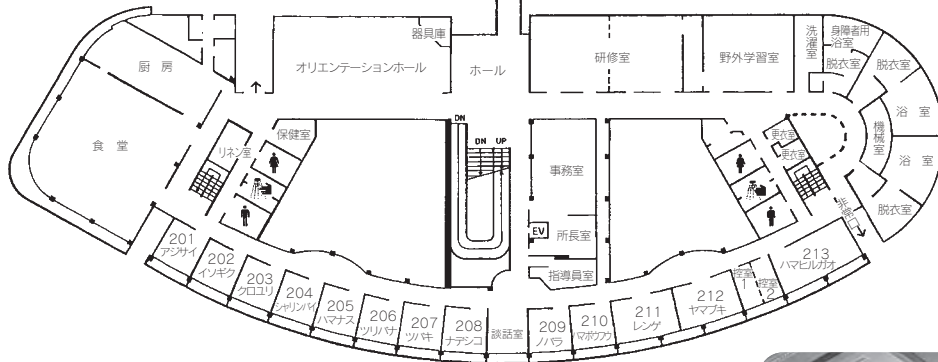 器具庫
洗濯室
身障者用
浴室
脱衣室
脱衣室
厨房
オリエンテーションホール
ホール
研修室
野外学習室
浴室
機械室
浴室
脱衣室
食堂
リネン室
保健室
DN
DN UP
事務室
更衣室
更衣室
EV
所長室
指導員室
非常口
201
アジサイ
202
イソギク
203
クロユリ
204
シャリンバイ
205
ハマナス
206
ツリバナ
207
ツバキ
208
ナデシコ
談話室
209
ノバラ
210
ハマボウフウ
211
レンゲ
212
ヤマブキ
控室
1
控室
2
213
ハマヒルガオ